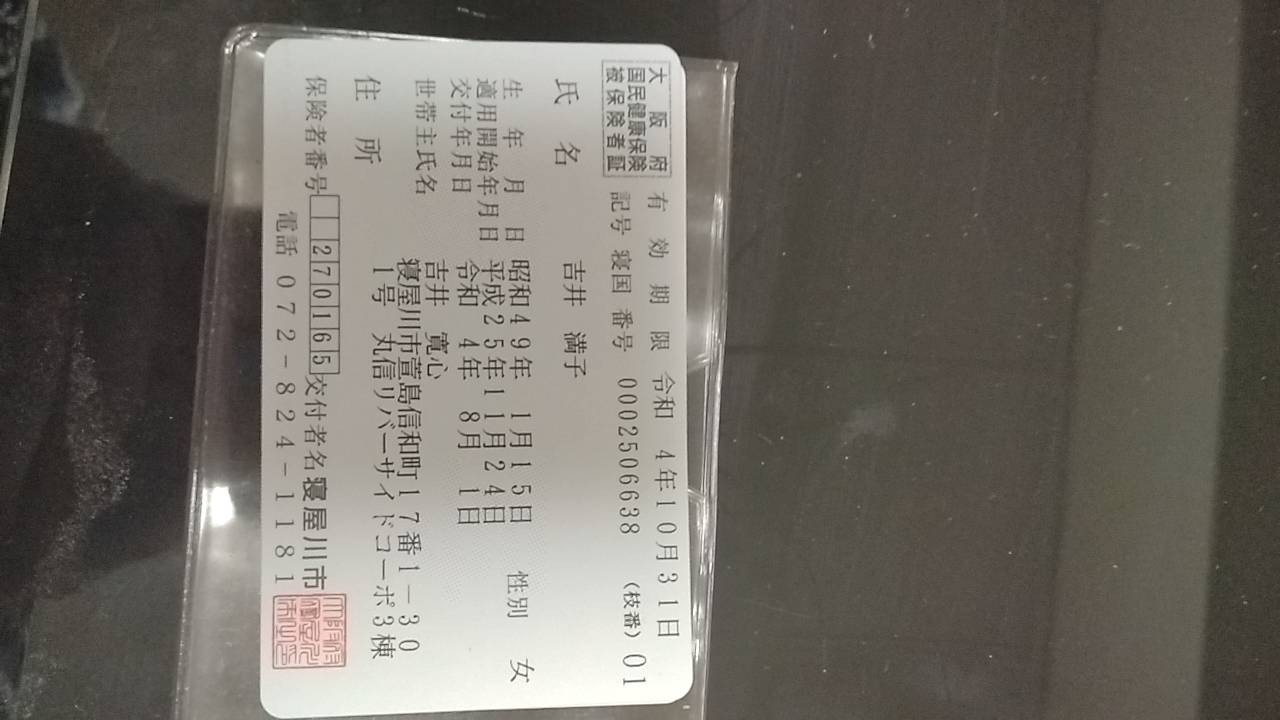 大阪府
国民健康保険
被保険者証
有効期限 令和 4年10月31日
記号 寝国 番号 0002506638 (枝番)01
氏名 吉井 満子
生年月日 昭和49年 1月15日 性別 女
適用開始年月日 平成25年11月24日
交付年月日 令和 4年 8月 1日
世帯主氏名 吉井 寛心
住所 寝屋川市萱島信和町17番1-30
1号 丸信リバーサイドコーポ3棟
保険者番号 270165 交付者名 寝屋川市
電話 072-824-1181